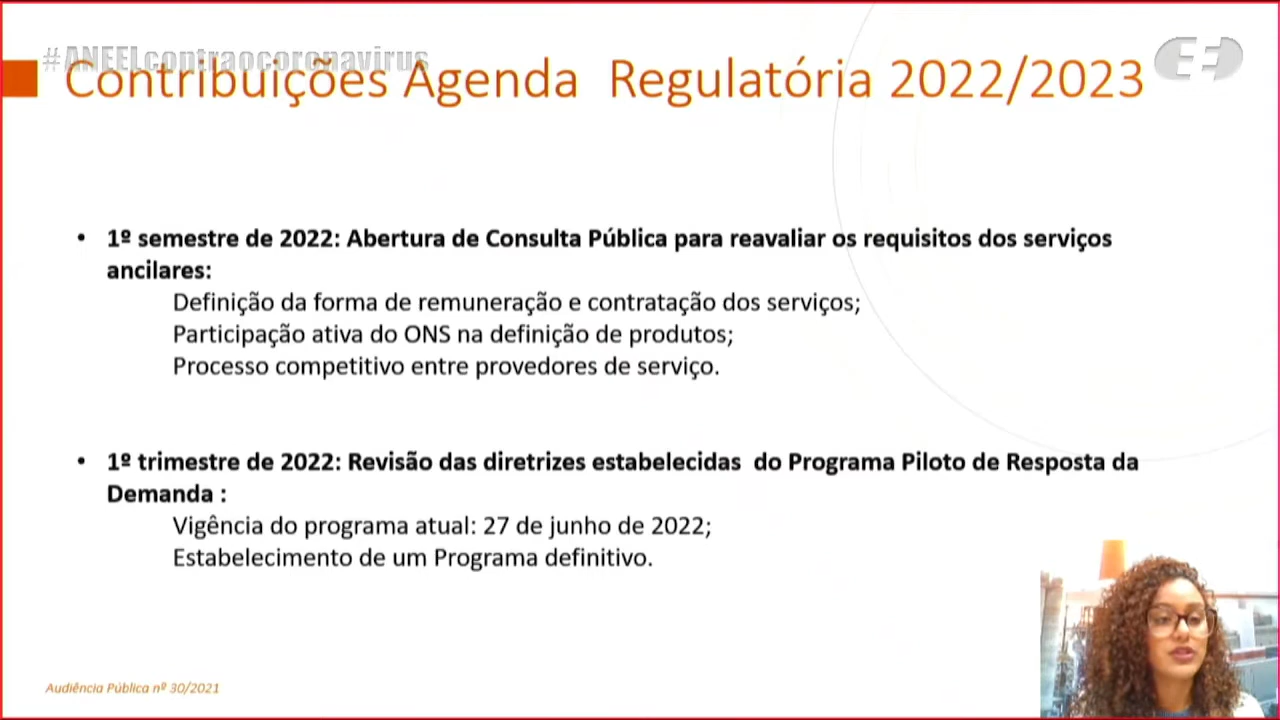 #ANEELcontraocoronavirus
Contribuições Agenda  Regulatória 2022/2023
• 1º semestre de 2022: Abertura de Consulta Pública para reavaliar os requisitos dos serviços
ancilares:
Definição da forma de remuneração e contratação dos serviços;
Participação ativa do ONS na definição de produtos;
Processo competitivo entre provedores de serviço.
• 1º trimestre de 2022: Revisão das diretrizes estabelecidas  do Programa Piloto de Resposta da
Demanda :
Vigência do programa atual: 27 de junho de 2022;
Estabelecimento de um Programa definitivo.
Audiência Pública nº 30/2021